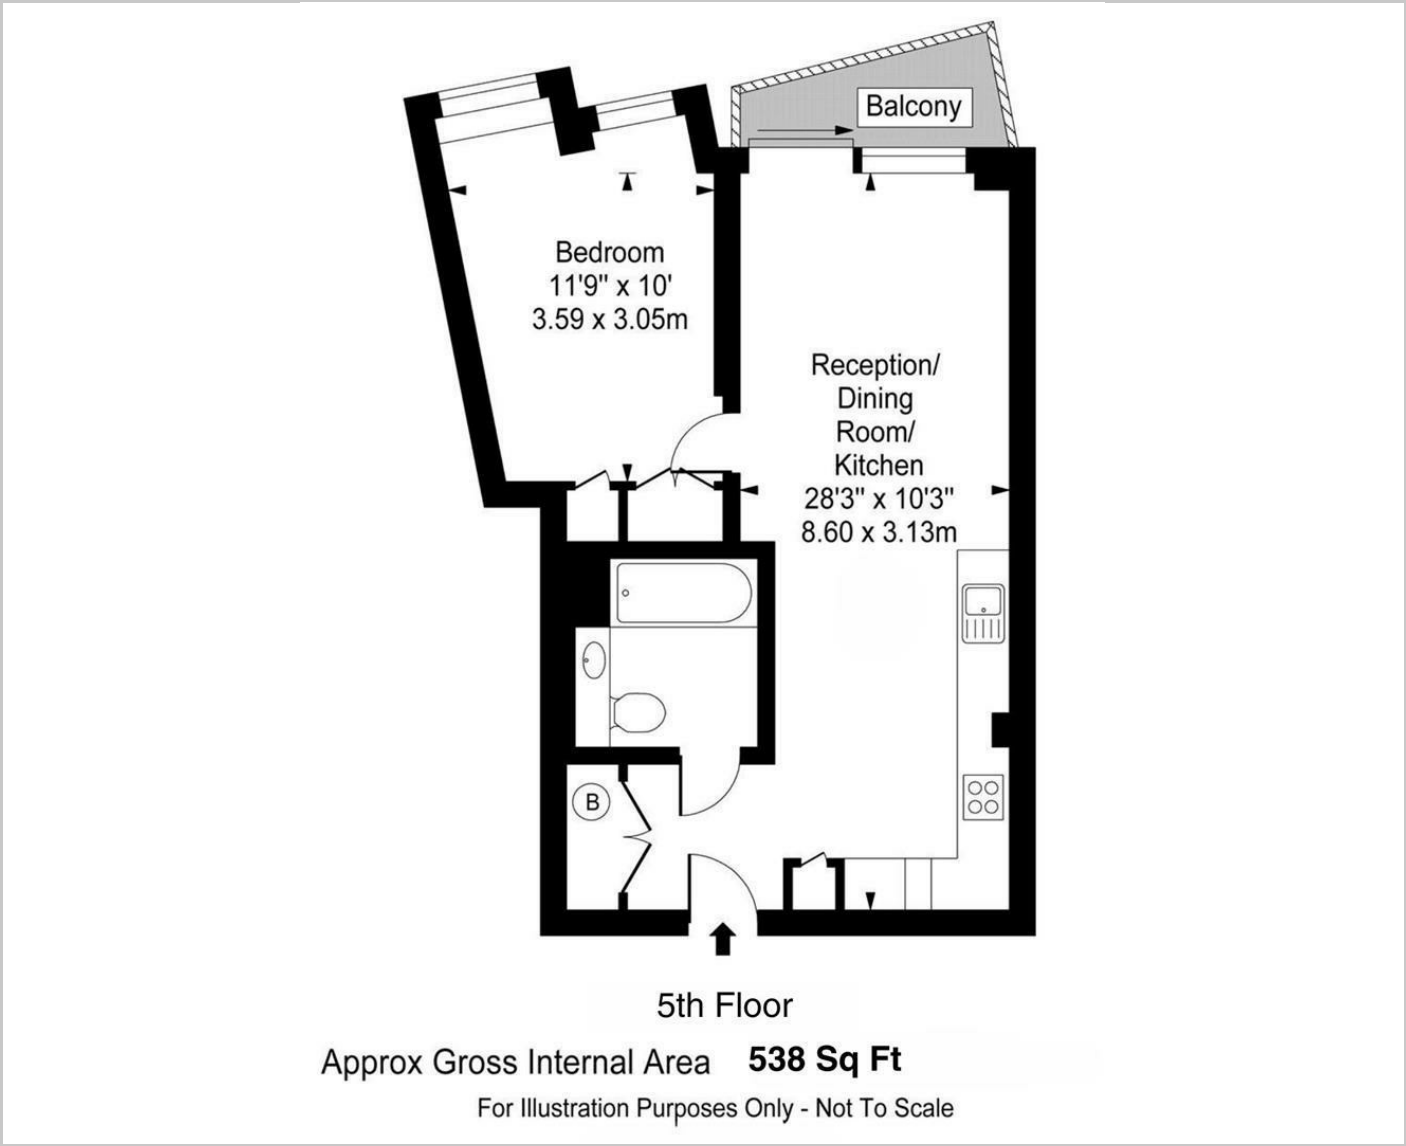 Balcony
Bedroom
11'9" x 10'
3.59 x 3.05m
Reception/
Dining
Room/
Kitchen
28'3" x 10'3"
8.60 x 3.13m
B
5th Floor
Approx Gross Internal Area 538 Sq Ft
For Illustration Purposes Only - Not To Scale